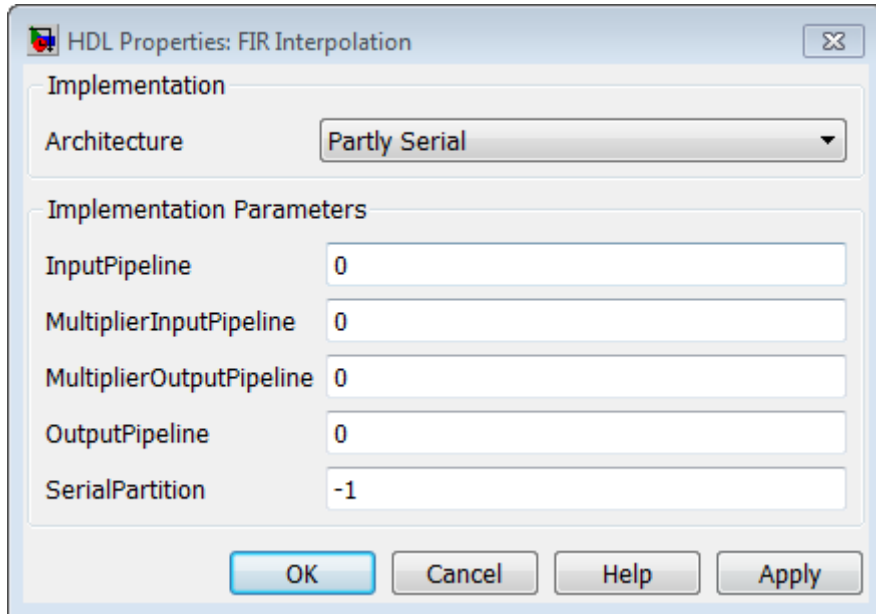 HDL Properties: FIR Interpolation
Implementation
Architecture Partly Serial
Implementation Parameters
InputPipeline 0
MultiplierInputPipeline 0
MultiplierOutputPipeline 0
OutputPipeline 0
SerialPartition -1
OK Cancel Help Apply